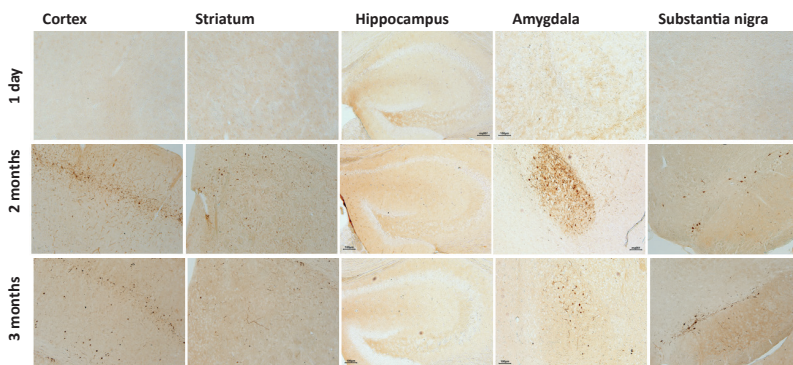 Cortex
Striatum
Hippocampus
Amygdala
Substantia nigra
1 day
2 months
3 months